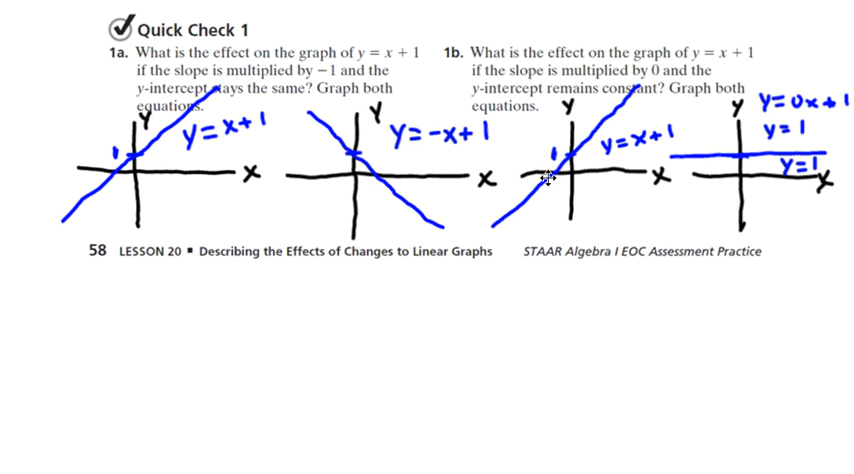 Quick Check 1
1a. What is the effect on the graph of y = x + 1
if the slope is multiplied by −1 and the
y-intercept stays the same? Graph both
equations.
Y
y=x+1
1
X
Y
y=-x+1
X
1b. What is the effect on the graph of y = x + 1
if the slope is multiplied by 0 and the
y-intercept remains constant? Graph both
equations.
Y
y=x+1
1
X
Y
y=0x+1
y=1
y=1
X
58 LESSON 20 ▪ Describing the Effects of Changes to Linear Graphs
STAAR Algebra I EOC Assessment Practice